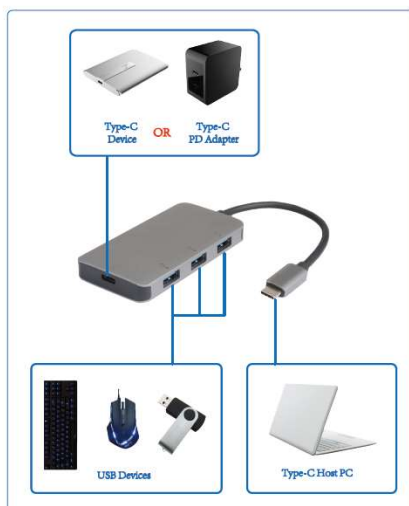 Type-C
Device
OR
Type-C
PD Adapter
USB Devices
Type-C Host PC